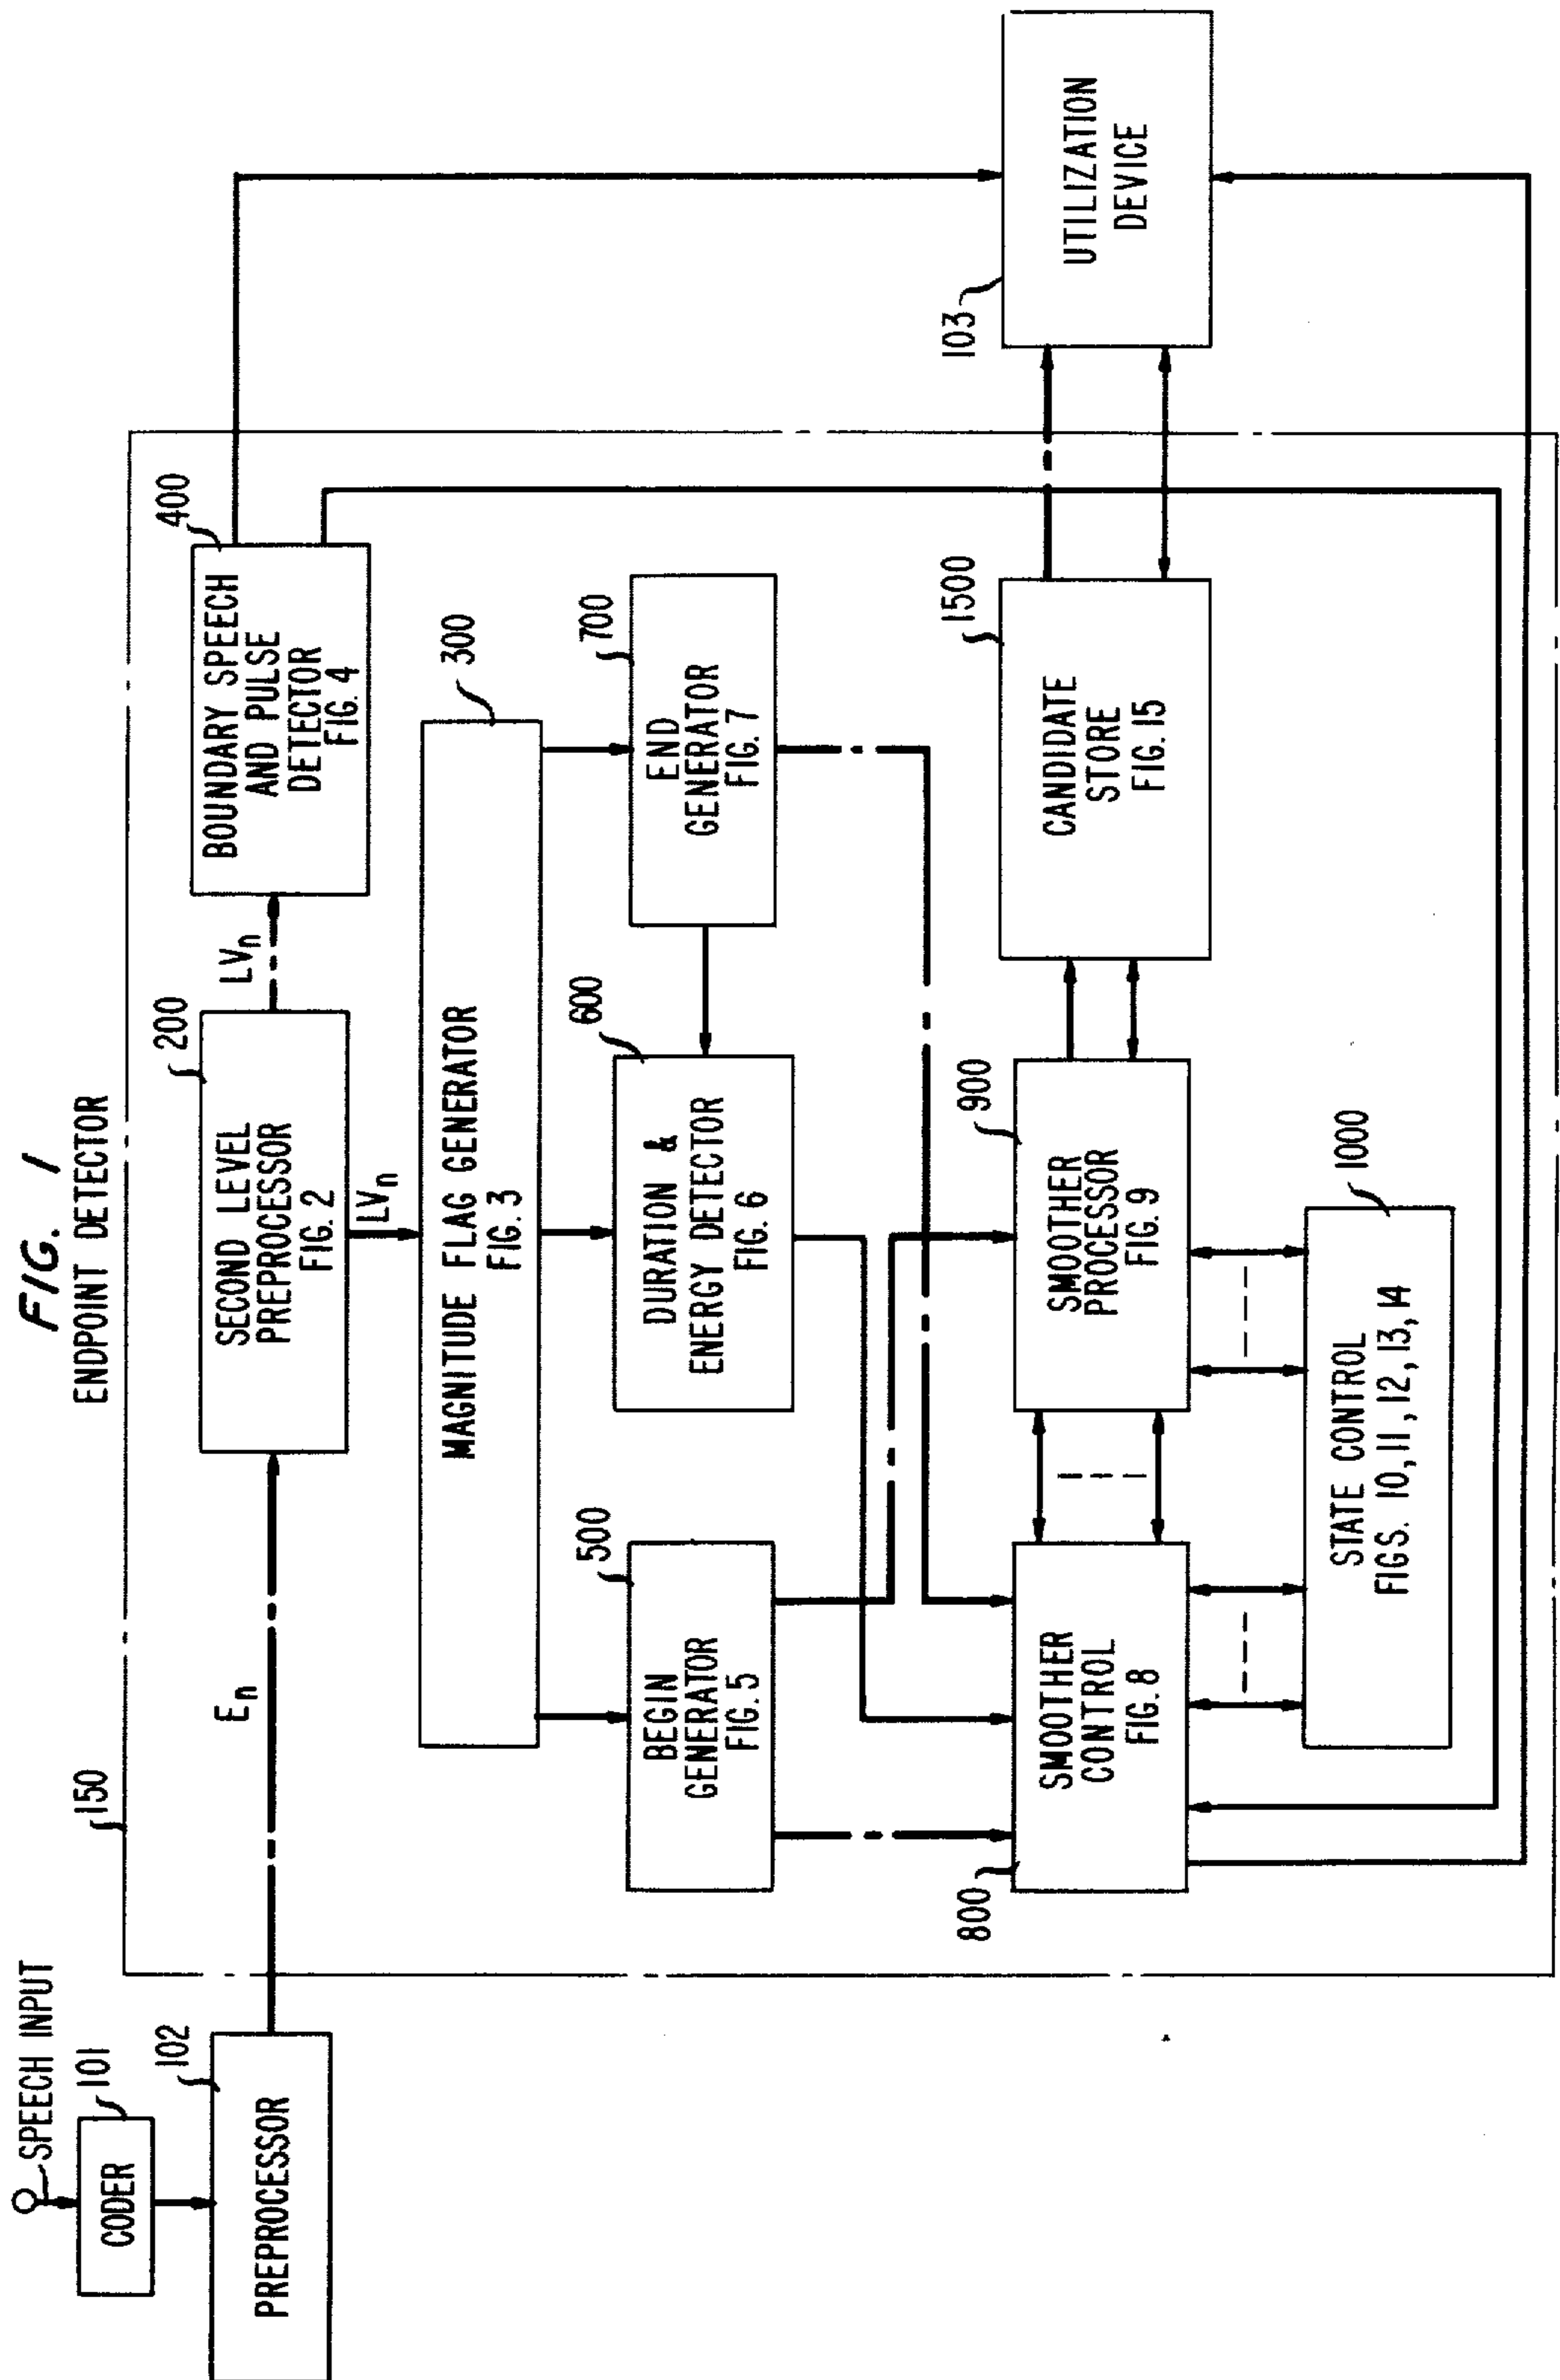 FIG. 1
ENDPOINT DETECTOR
SPEECH INPUT
101
CODER
102
PREPROCESSOR
E_n
150
200
SECOND LEVEL
PREPROCESSOR
FIG. 2
LV_n
LV_n
400
BOUNDARY SPEECH
AND PULSE
DETECTOR
FIG. 4
300
MAGNITUDE FLAG GENERATOR
FIG. 3
500
BEGIN
GENERATOR
FIG. 5
600
DURATION &
ENERGY DETECTOR
FIG. 6
700
END
GENERATOR
FIG. 7
800
SMOOTHER
CONTROL
FIG. 8
900
SMOOTHER
PROCESSOR
FIG. 9
1500
CANDIDATE
STORE
FIG. 15
103
UTILIZATION
DEVICE
1000
STATE CONTROL
FIGS. 10, 11, 12, 13, 14